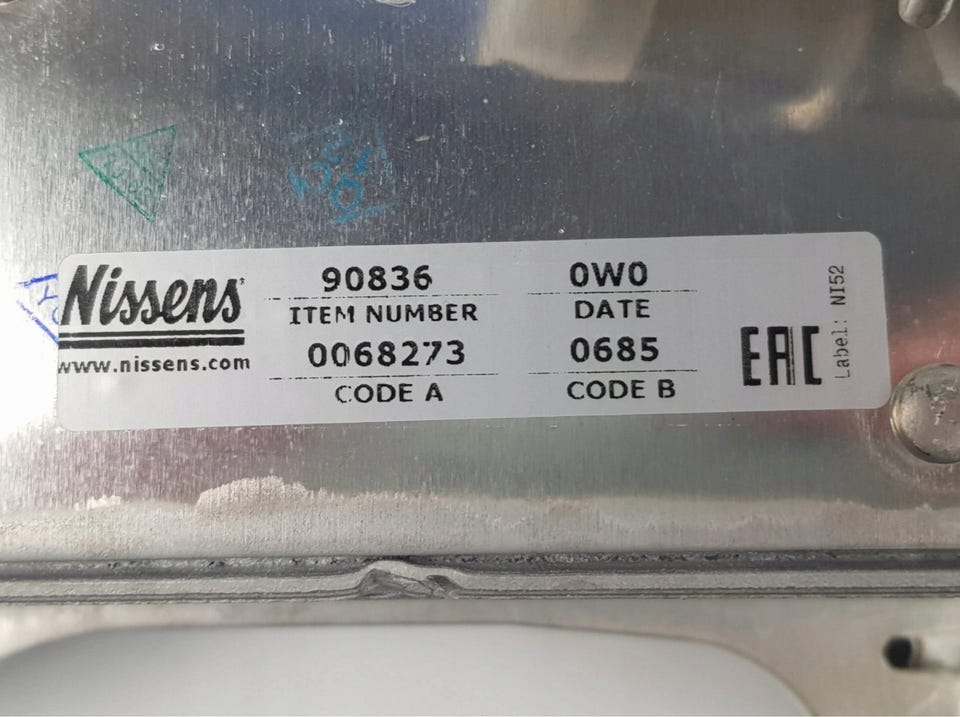 Nissens
www.nissens.com
90836
ITEM NUMBER
0068273
CODE A
0W0
DATE
0685
CODE B
EAC
Label: NI52